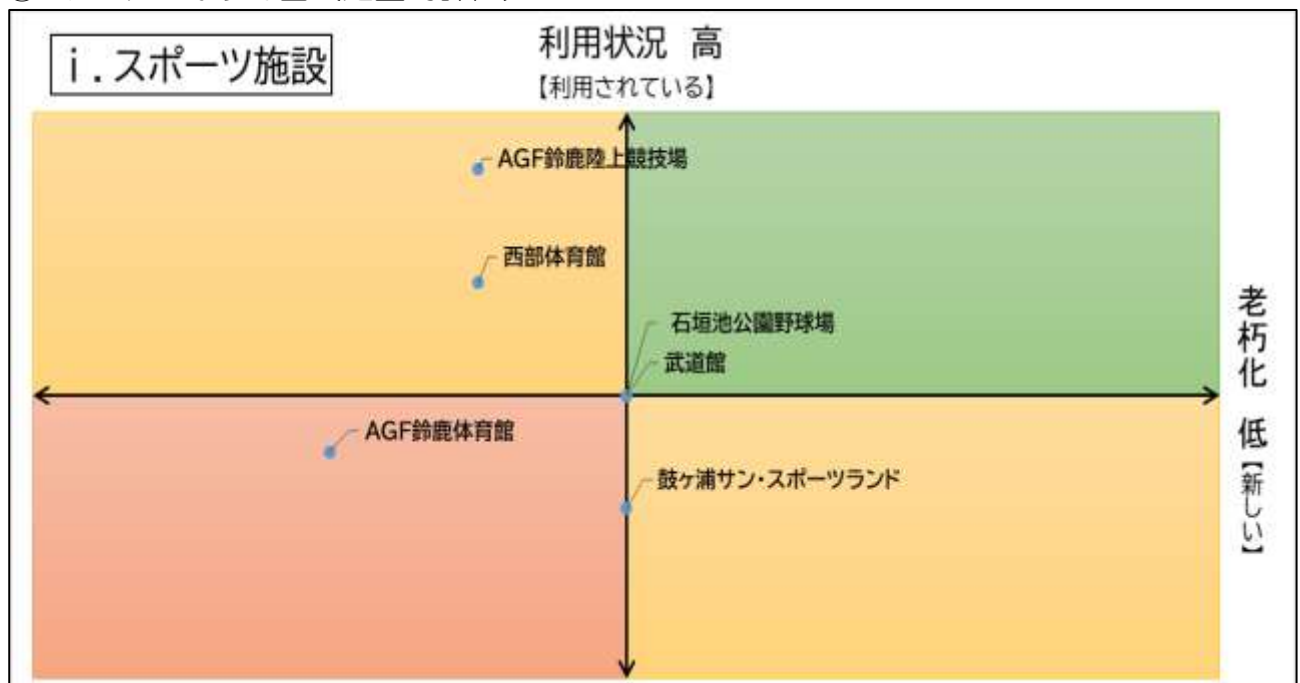 i.スポーツ施設
利用状況 高
【利用されている】
AGF鈴鹿陸上競技場
西部体育館
石垣池公園野球場
武道館
AGF鈴鹿体育館
鼓ヶ浦サン・スポーツランド
老朽化 低【新しい】